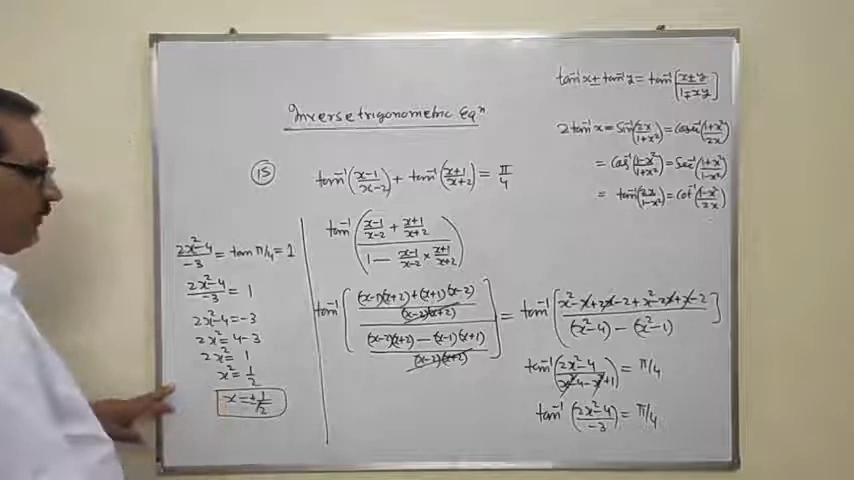 Inverse trigonometric Eqⁿ
tan⁻¹x ± tan⁻¹y = tan⁻¹[(x±y)/(1∓xy)]
2tan⁻¹x = Sin⁻¹(2x/(1+x²)) = Cosec⁻¹((1+x²)/2x)
= Cos⁻¹((1-x²)/(1+x²)) = Sec⁻¹((1+x²)/(1-x²))
= tan⁻¹(2x/(1-x²)) = Cot⁻¹((1-x²)/2x)
(15) tan⁻¹((x-1)/(x-2)) + tan⁻¹((x+1)/(x+2)) = π/4
tan⁻¹(((x-1)/(x-2) + (x+1)/(x+2))/(1 - (x-1)/(x-2) × (x+1)/(x+2)))
tan⁻¹[(((x-1)(x+2)+(x+1)(x-2))/((x-2)(x+2)))/(((x-2)(x+2)-(x-1)(x+1))/((x-2)(x+2)))] = tan⁻¹[(x²-x+2x-2+x²-2x+x-2)/((x²-4)-(x²-1))]
tan⁻¹((2x²-4)/(x²-4-x²+1)) = π/4
tan⁻¹((2x²-4)/-3) = π/4
(2x²-4)/-3 = tan π/4 = 1
(2x²-4)/-3 = 1
2x²-4 = -3
2x² = 4-3
2x² = 1
x² = 1/2
x = ±1/√2